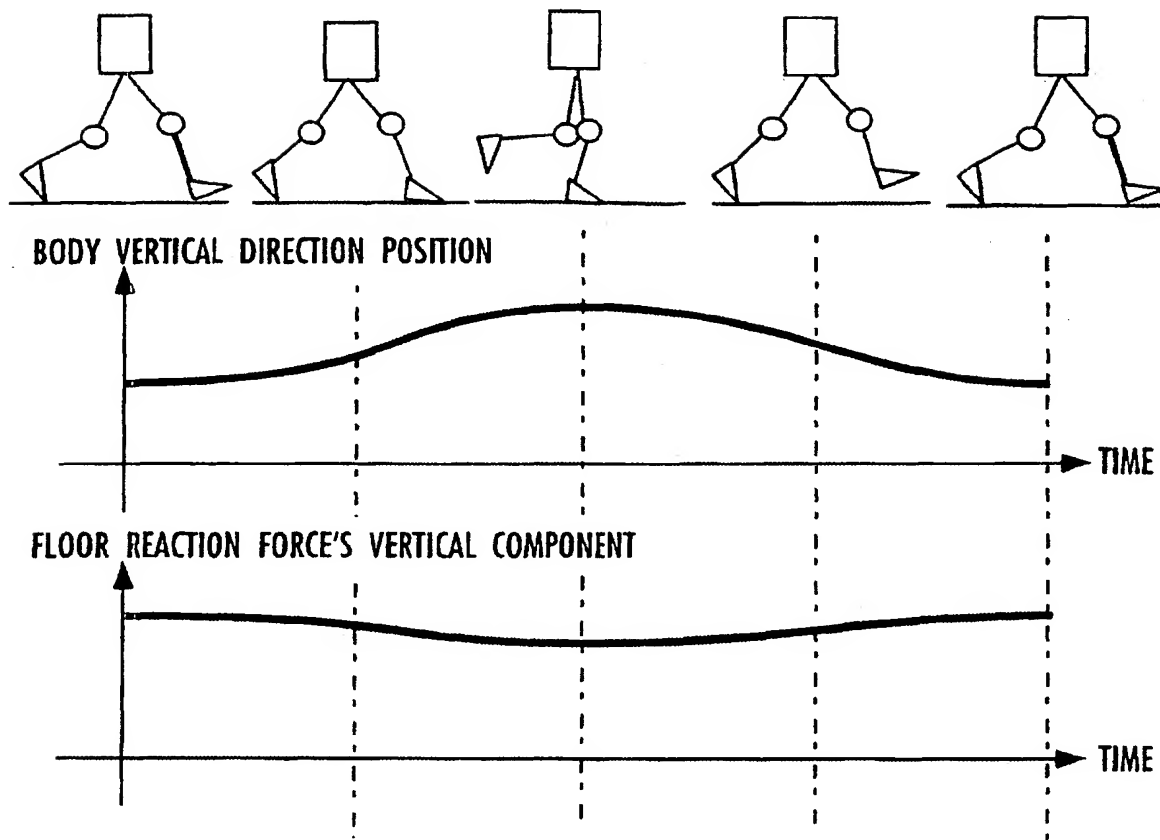 BODY VERTICAL DIRECTION POSITION
TIME
FLOOR REACTION FORCE'S VERTICAL COMPONENT
TIME